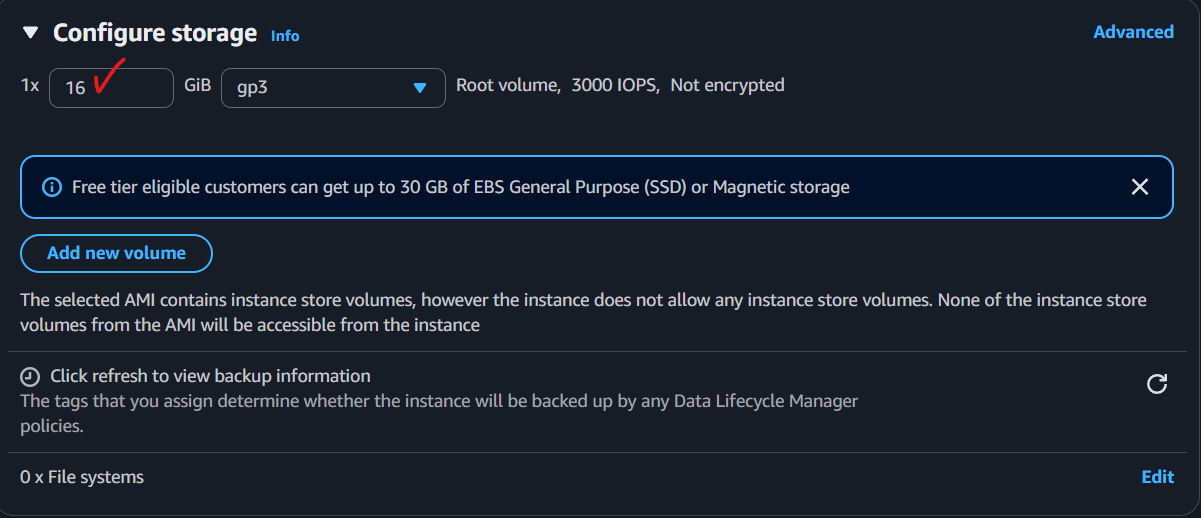 Configure storage Info Advanced
1x 16 GiB gp3 Root volume, 3000 IOPS, Not encrypted
Free tier eligible customers can get up to 30 GB of EBS General Purpose (SSD) or Magnetic storage
Add new volume
The selected AMI contains instance store volumes, however the instance does not allow any instance store volumes. None of the instance store
volumes from the AMI will be accessible from the instance
Click refresh to view backup information
The tags that you assign determine whether the instance will be backed up by any Data Lifecycle Manager
policies.
0 x File systems Edit